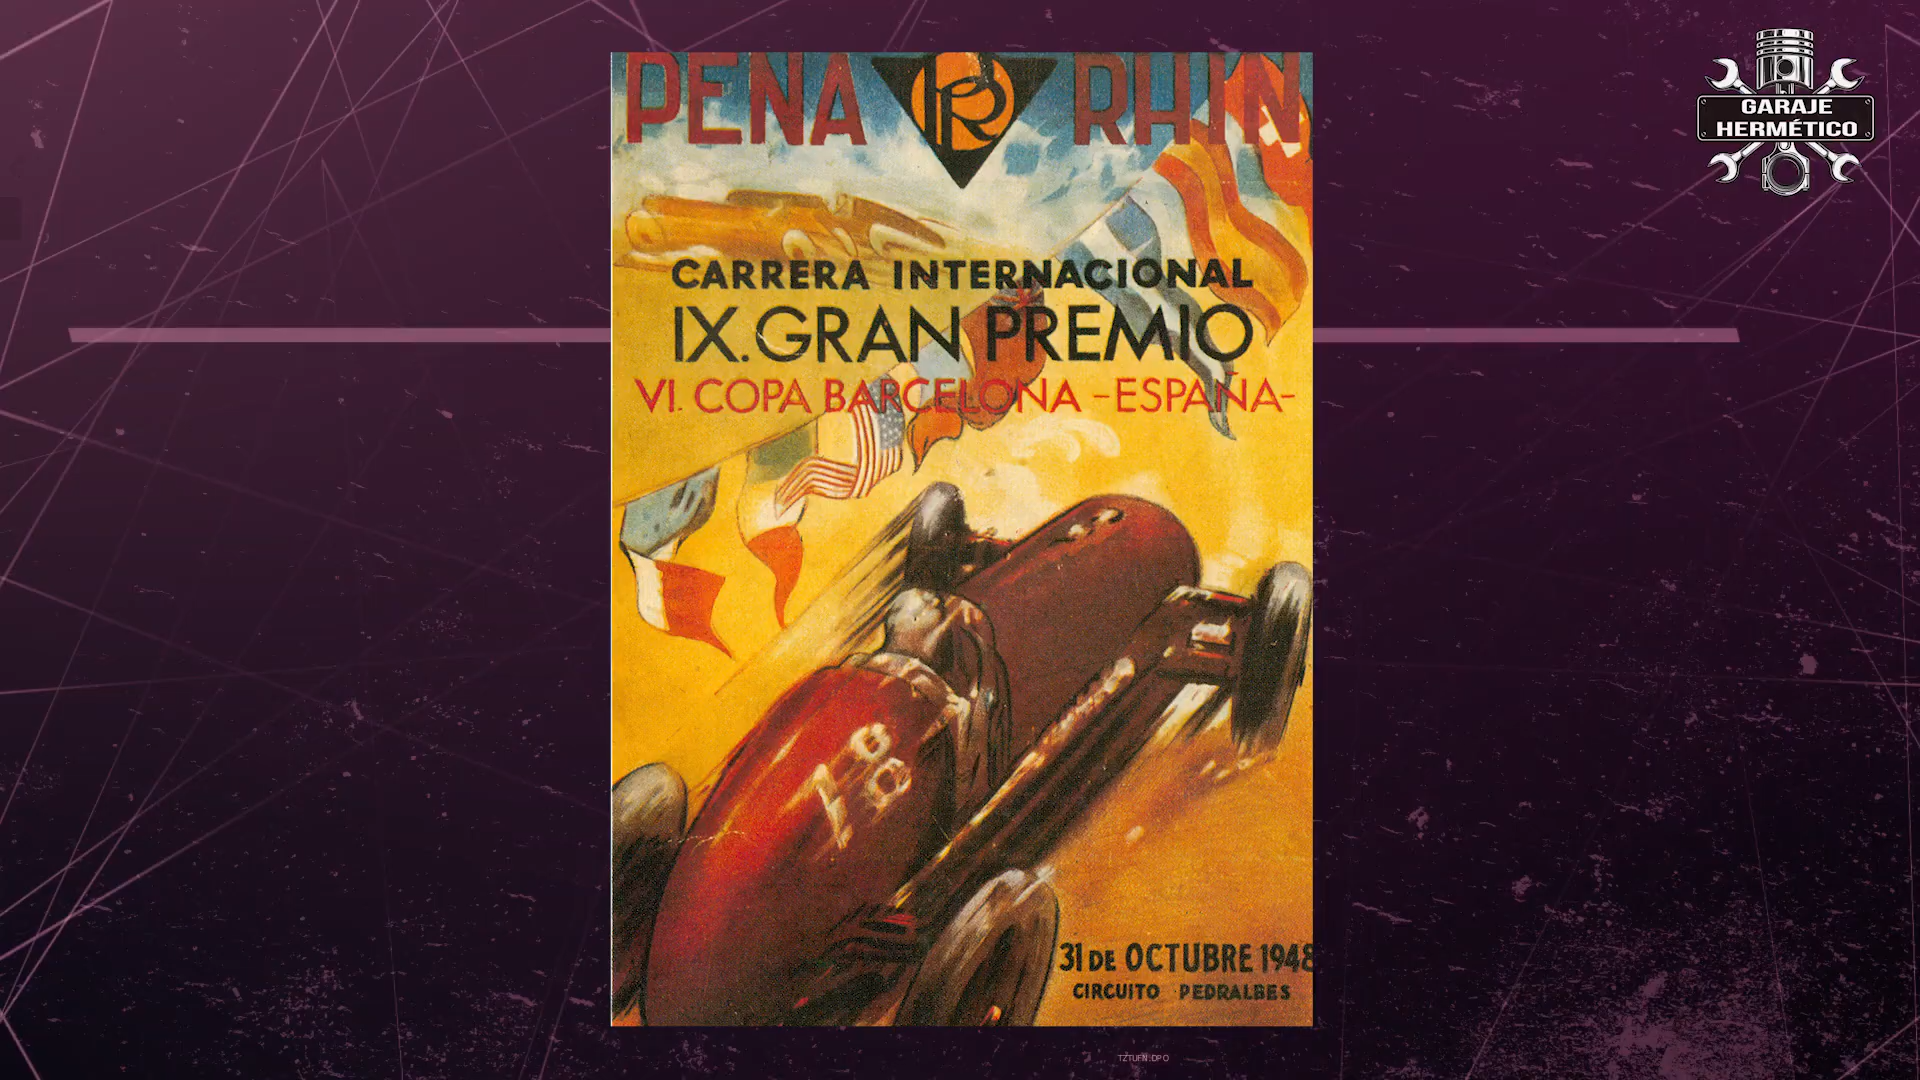 PENA RHIN
GARAJE
HERMÉTICO
CARRERA INTERNACIONAL
IX. GRAN PREMIO
VI. COPA BARCELONA -ESPAÑA-
18
31 DE OCTUBRE 1948
CIRCUITO PEDRALBES